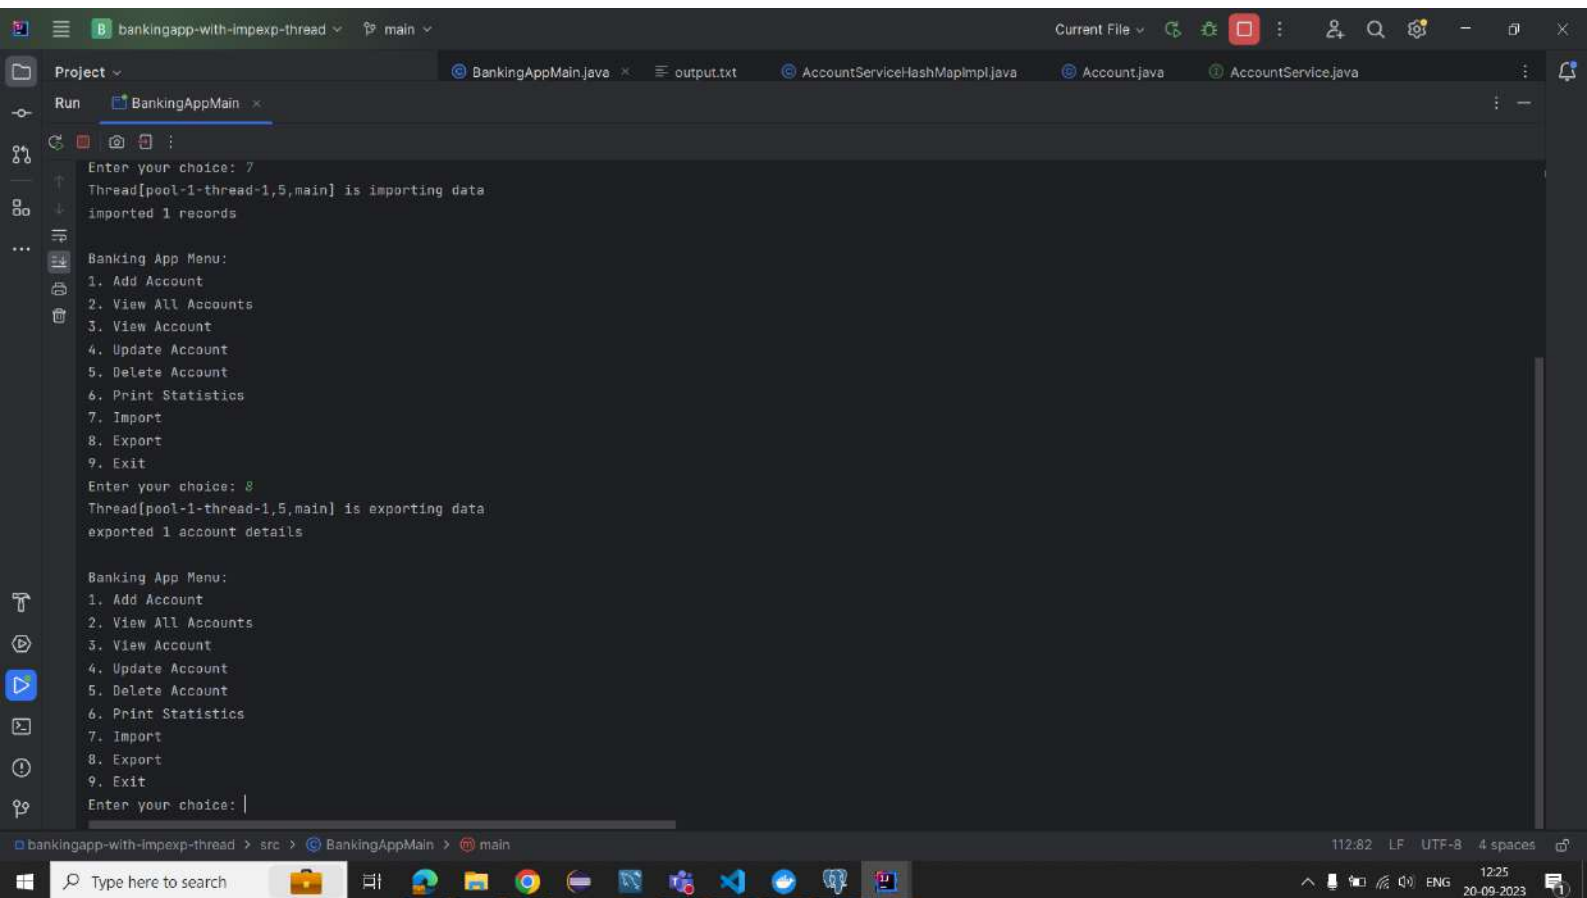 B bankingapp-with-impexp-thread main Current File
Project BankingAppMain.java output.txt AccountServiceHashMapImpl.java Account.java AccountService.java
Run BankingAppMain
Enter your choice: 7
Thread[pool-1-thread-1,5,main] is importing data
imported 1 records
Banking App Menu:
1. Add Account
2. View All Accounts
3. View Account
4. Update Account
5. Delete Account
6. Print Statistics
7. Import
8. Export
9. Exit
Enter your choice: 8
Thread[pool-1-thread-1,5,main] is exporting data
exported 1 account details
Banking App Menu:
1. Add Account
2. View All Accounts
3. View Account
4. Update Account
5. Delete Account
6. Print Statistics
7. Import
8. Export
9. Exit
Enter your choice:
bankingapp-with-impexp-thread > src > BankingAppMain > main 112:82 LF UTF-8 4 spaces
Type here to search ENG 12:25
20-09-2023